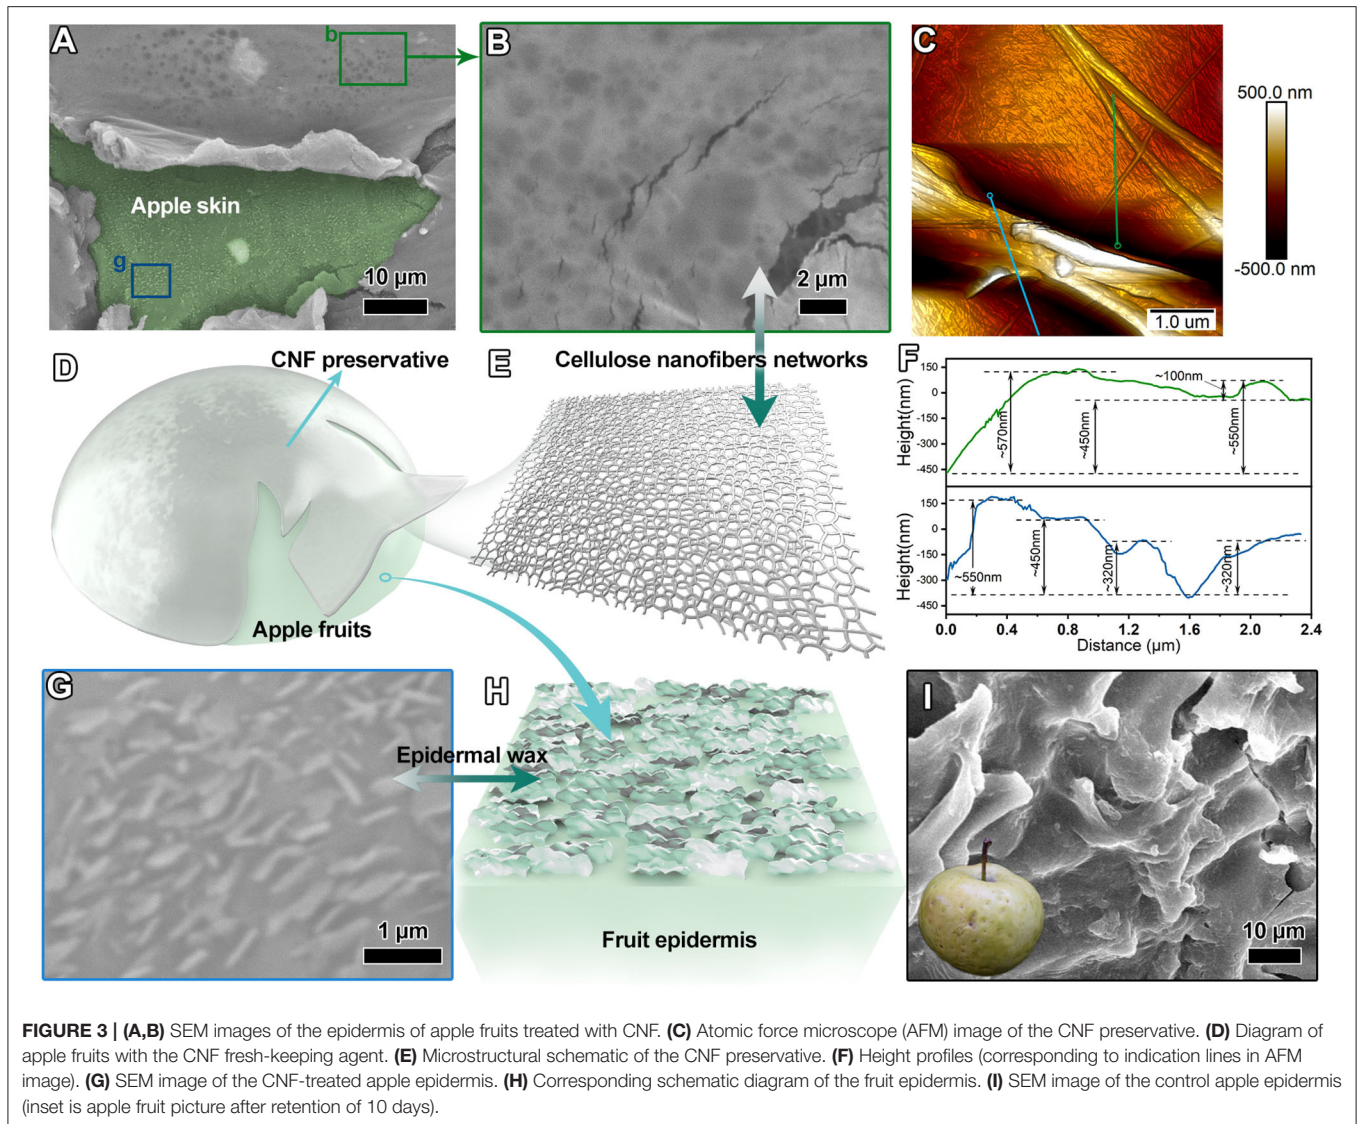 A
b
Apple skin
g
10 µm
B
2 µm
C
500.0 nm
-500.0 nm
1.0 um
D
CNF preservative
Apple fruits
E
Cellulose nanofibers networks
F
Height(nm)
150
0
-150
-300
-450
~570nm
~450nm
~100nm
~550nm
Height(nm)
150
0
-150
-300
-450
~550nm
~450nm
~320nm
~320nm
0.0 0.4 0.8 1.2 1.6 2.0 2.4
Distance (µm)
G
1 µm
Epidermal wax
H
Fruit epidermis
I
10 µm
FIGURE 3 | (A,B) SEM images of the epidermis of apple fruits treated with CNF. (C) Atomic force microscope (AFM) image of the CNF preservative. (D) Diagram of
apple fruits with the CNF fresh-keeping agent. (E) Microstructural schematic of the CNF preservative. (F) Height profiles (corresponding to indication lines in AFM
image). (G) SEM image of the CNF-treated apple epidermis. (H) Corresponding schematic diagram of the fruit epidermis. (I) SEM image of the control apple epidermis
(inset is apple fruit picture after retention of 10 days).